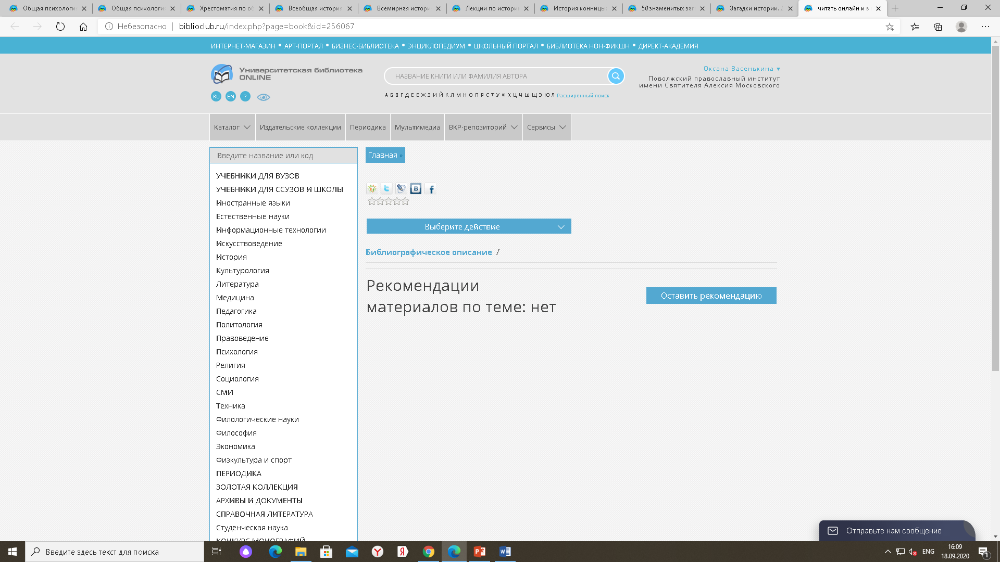 Общая психологи
Общая психологи
Хрестоматия по об
Всеобщая история
Всемирная истори
Лекции по истори
История конницы
50 знаменитых заг
Загадки истории. Д
читать онлайн и в
Небезопасно | biblioclub.ru/index.php?page=book&id=256067
ИНТЕРНЕТ-МАГАЗИН • АРТ-ПОРТАЛ • БИЗНЕС-БИБЛИОТЕКА • ЭНЦИКЛОПЕДИУМ • ШКОЛЬНЫЙ ПОРТАЛ • БИБЛИОТЕКА НОН-ФИКШН • ДИРЕКТ-АКАДЕМИЯ
Университетская библиотека
ONLINE
RU EN ?
НАЗВАНИЕ КНИГИ ИЛИ ФАМИЛИЯ АВТОРА
А Б В Г Д Е Ё Ж З И Й К Л М Н О П Р С Т У Ф Х Ц Ч Ш Щ Э Ю Я Расширенный поиск
Оксана Васенькина ▾
Поволжский православный институт
имени Святителя Алексия Московского
Каталог
Издательские коллекции
Периодика
Мультимедиа
ВКР-репозиторий
Сервисы
Введите название или код
УЧЕБНИКИ ДЛЯ ВУЗОВ
УЧЕБНИКИ ДЛЯ ССУЗОВ И ШКОЛЫ
Иностранные языки
Естественные науки
Информационные технологии
Искусствоведение
История
Культурология
Литература
Медицина
Педагогика
Политология
Правоведение
Психология
Религия
Социология
СМИ
Техника
Филологические науки
Философия
Экономика
Физкультура и спорт
ПЕРИОДИКА
ЗОЛОТАЯ КОЛЛЕКЦИЯ
АРХИВЫ И ДОКУМЕНТЫ
СПРАВОЧНАЯ ЛИТЕРАТУРА
Студенческая наука
КОНКУРС МОНОГРАФИЙ
Главная »
Выберите действие
Библиографическое описание /
Рекомендации
материалов по теме: нет
Оставить рекомендацию
Отправьте нам сообщение
Введите здесь текст для поиска
ENG
16:09
18.09.2020
1